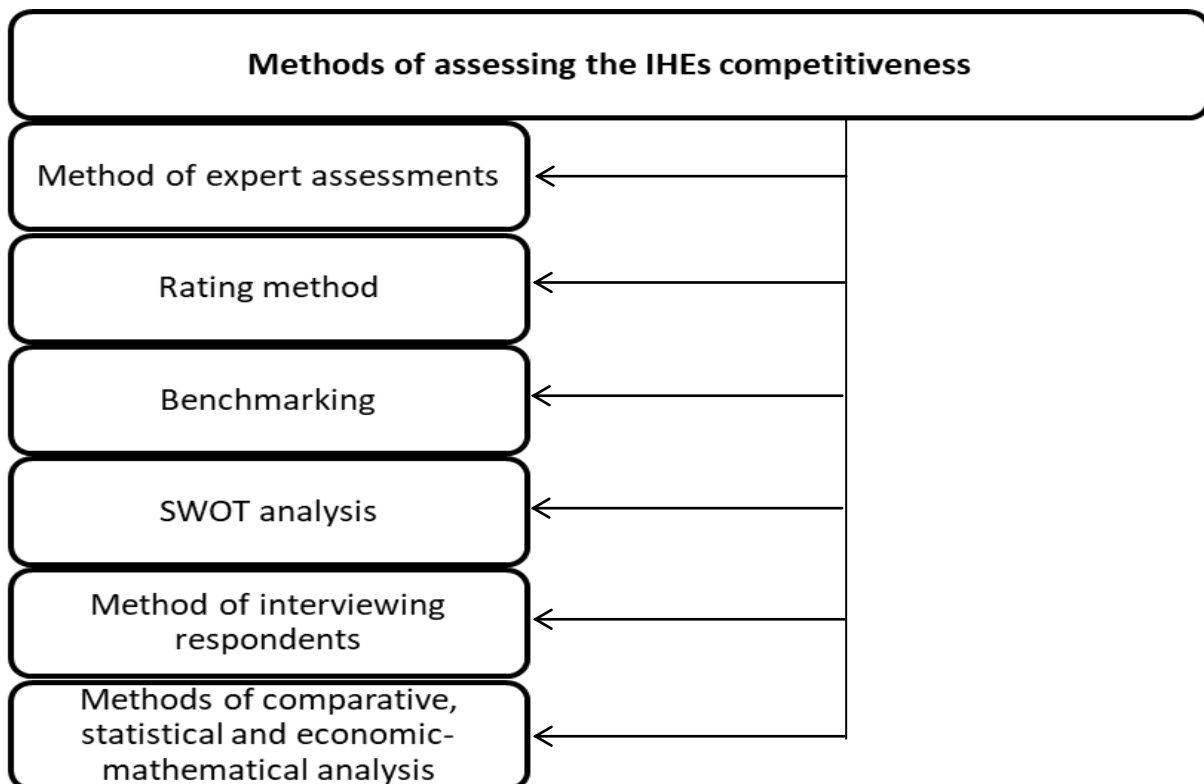 Methods of assessing the IHEs competitiveness
Method of expert assessments
Rating method
Benchmarking
SWOT analysis
Method of interviewing
respondents
Methods of comparative,
statistical and economic-
mathematical analysis